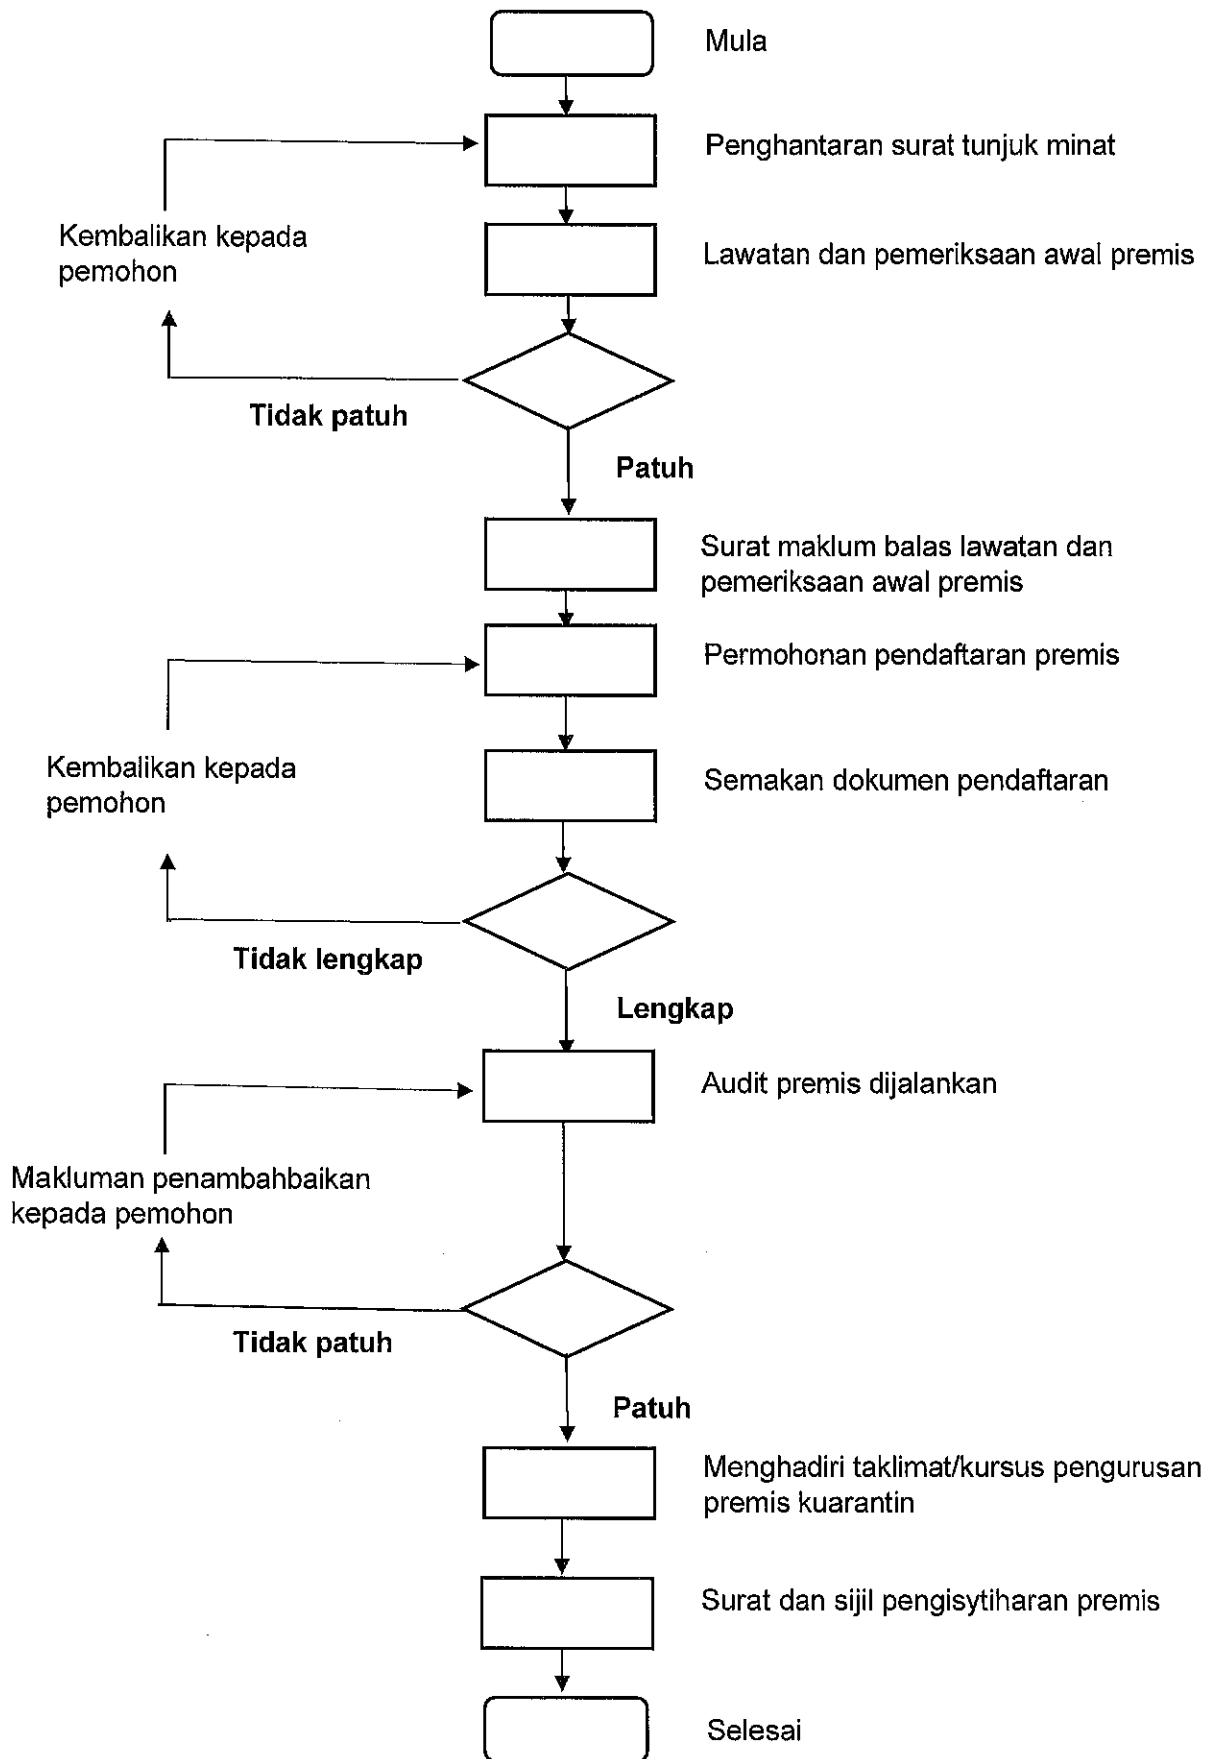 Mula
Penghantaran surat tunjuk minat
Kembalikan kepada
pemohon
Lawatan dan pemeriksaan awal premis
Tidak patuh
Patuh
Surat maklum balas lawatan dan
pemeriksaan awal premis
Permohonan pendaftaran premis
Kembalikan kepada
pemohon
Semakan dokumen pendaftaran
Tidak lengkap
Lengkap
Audit premis dijalankan
Makluman penambahbaikan
kepada pemohon
Tidak patuh
Patuh
Menghadiri taklimat/kursus pengurusan
premis kuarantin
Surat dan sijil pengisytiharan premis
Selesai